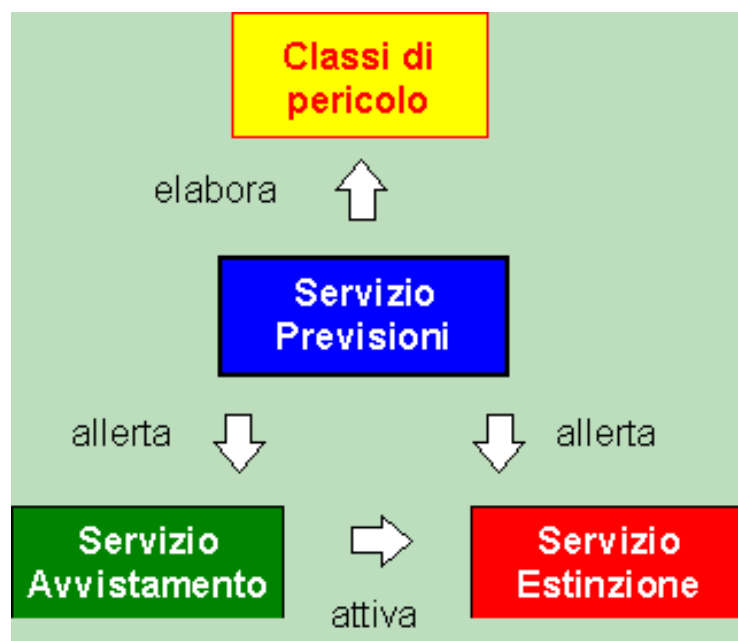 Classi di
pericolo
elabora
Servizio
Previsioni
allerta
allerta
Servizio
Avvistamento
Servizio
Estinzione
attiva